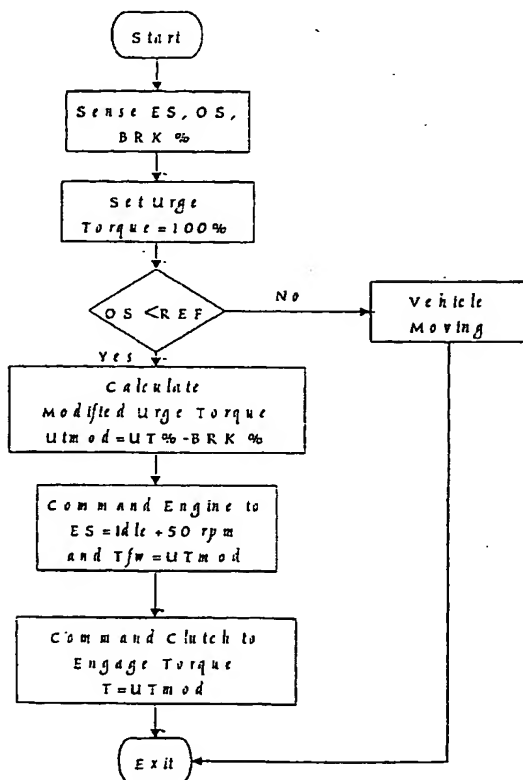 Start
Sense ES, OS,
BRK %
Set Urge
Torque=100%
OS <REF
No
Vehicle
Moving
Yes
Calculate
Modified Urge Torque
Utmod=UT%-BRK %
Command Engine to
ES=Idle +50 rpm
and Tfw=UTmod
Command Clutch to
Engage Torque
T=UTmod
Exit